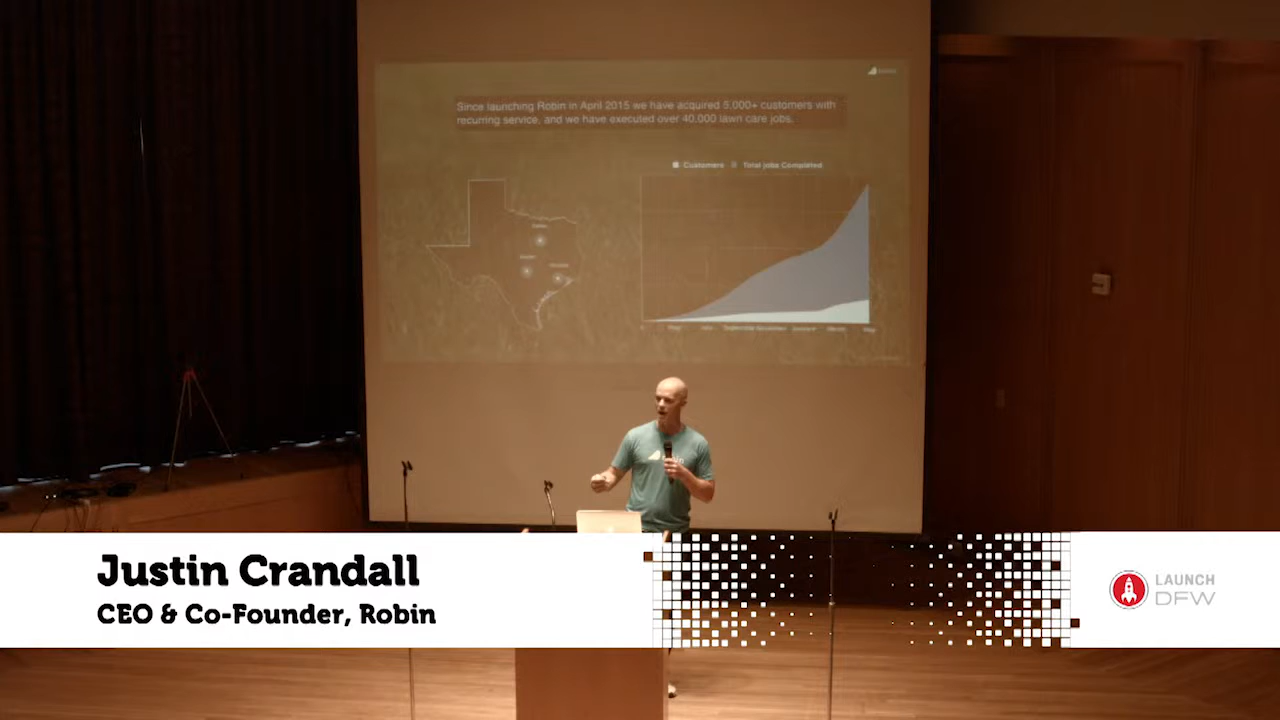 Since launching Robin in April 2015 we have acquired 5,000+ customers with
recurring service, and we have executed over 40,000 lawn care jobs.
Customers Total Jobs Completed
Justin Crandall
CEO & Co-Founder, Robin
LAUNCH
DFW